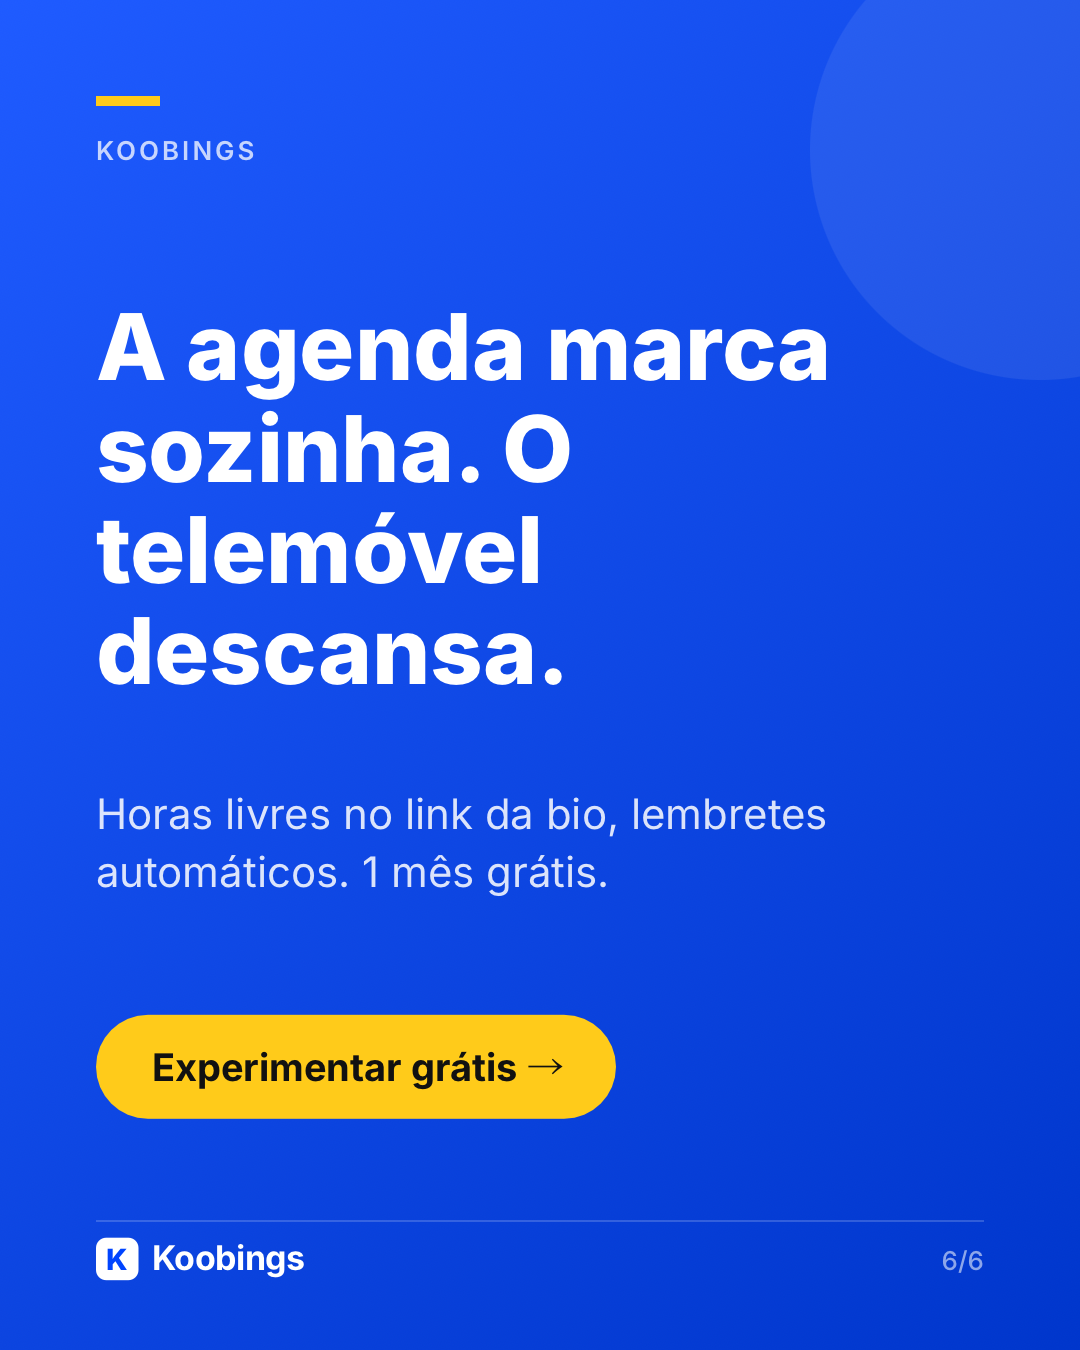 KOOBINGS
A agenda marca
sozinha. O
telemóvel
descansa.
Horas livres no link da bio, lembretes
automáticos. 1 mês grátis.
Experimentar grátis →
K Koobings
6/6